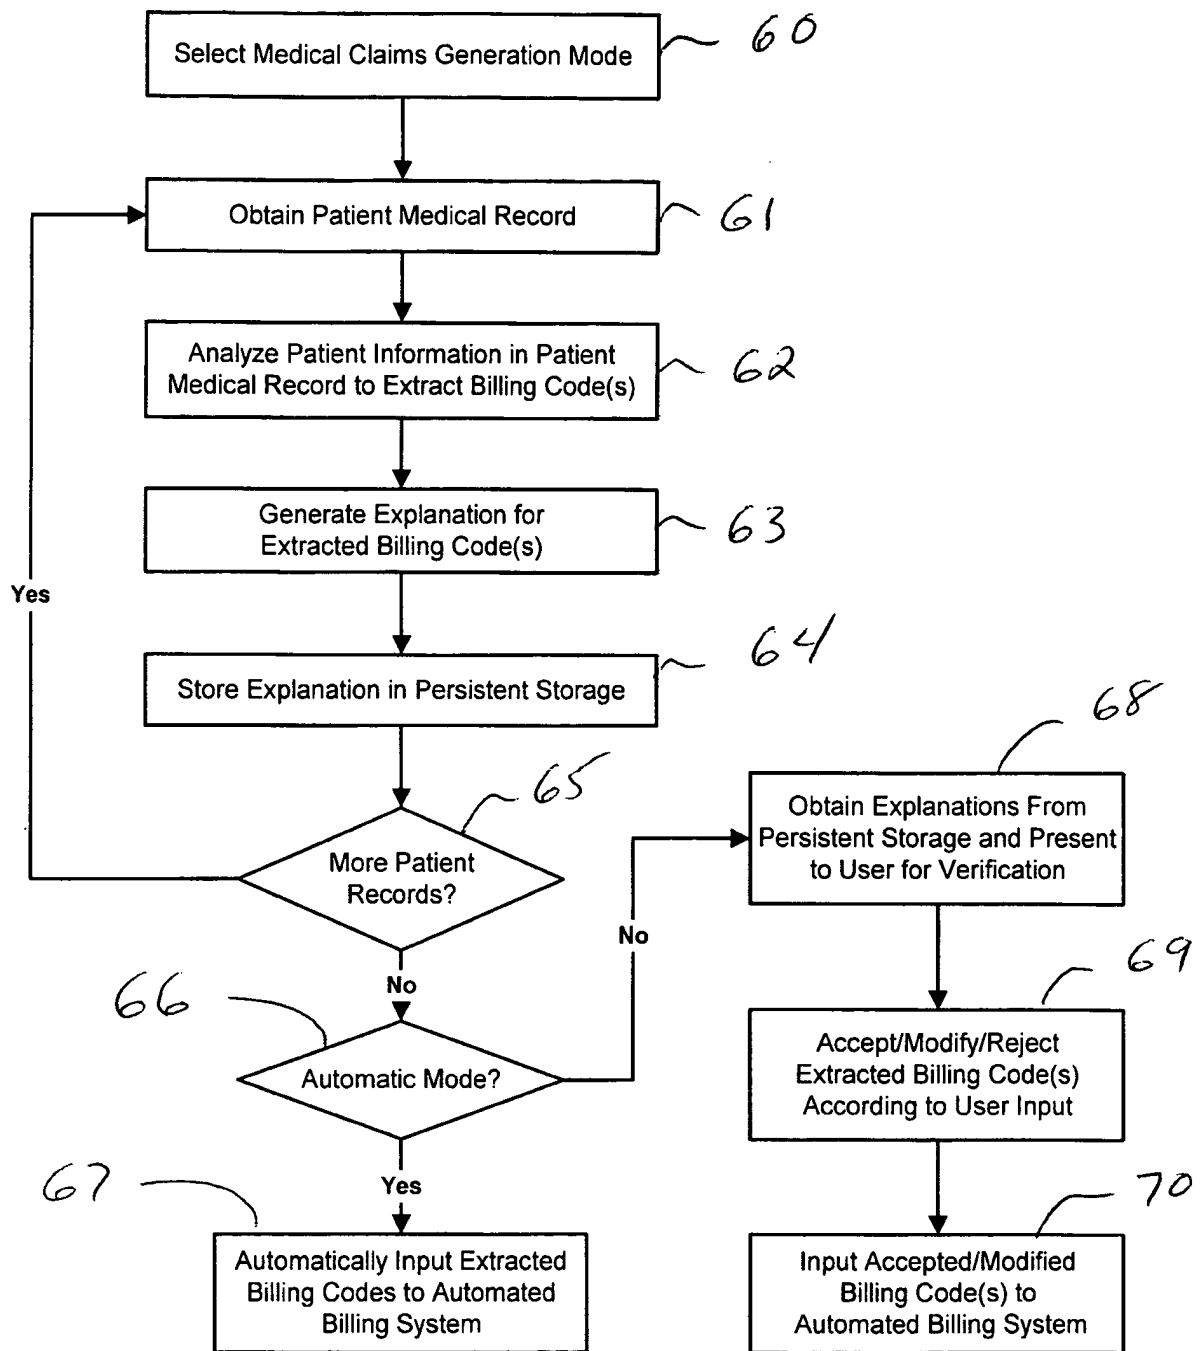 Select Medical Claims Generation Mode
60
Obtain Patient Medical Record
61
Analyze Patient Information in Patient
Medical Record to Extract Billing Code(s)
62
Generate Explanation for
Extracted Billing Code(s)
63
Yes
Store Explanation in Persistent Storage
64
65
More Patient
Records?
No
66
Automatic Mode?
No
Yes
67
Automatically Input Extracted
Billing Codes to Automated
Billing System
68
Obtain Explanations From
Persistent Storage and Present
to User for Verification
69
Accept/Modify/Reject
Extracted Billing Code(s)
According to User Input
70
Input Accepted/Modified
Billing Code(s) to
Automated Billing System